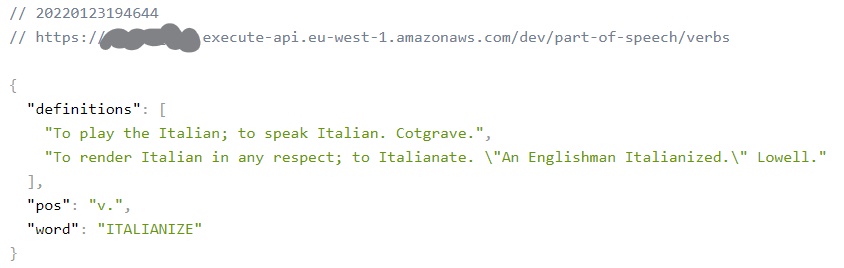 // 20220123194644
// https:// execute-api.eu-west-1.amazonaws.com/dev/part-of-speech/verbs
{
"definitions": [
"To play the Italian; to speak Italian. Cotgrave.",
"To render Italian in any respect; to Italianate. \"An Englishman Italianized.\" Lowell."
],
"pos": "v.",
"word": "ITALIANIZE"
}